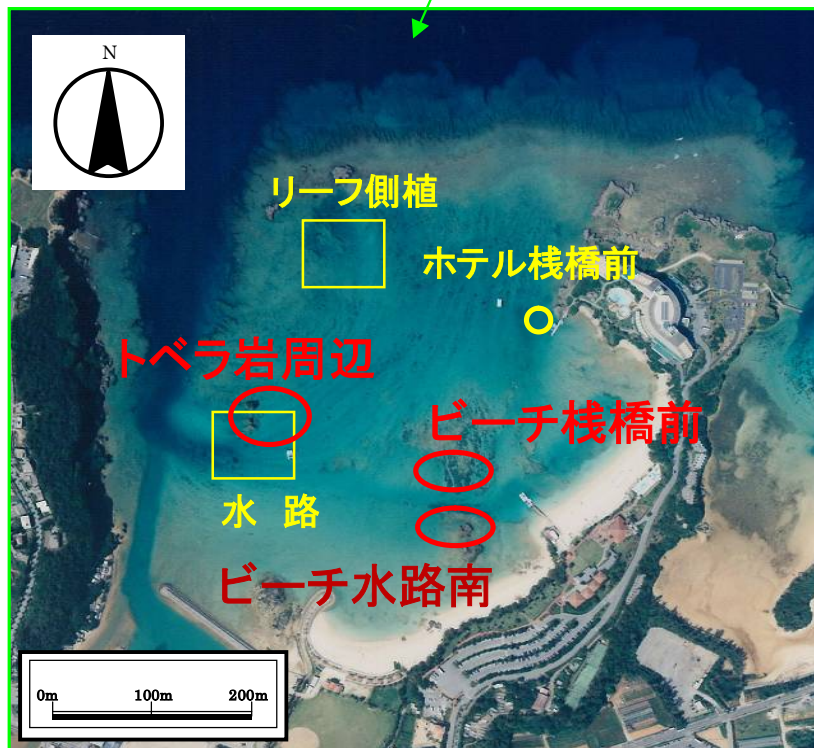 N
リーフ側植
ホテル桟橋前
トベラ岩周辺
ビーチ桟橋前
水 路
ビーチ水路南
0m 100m 200m